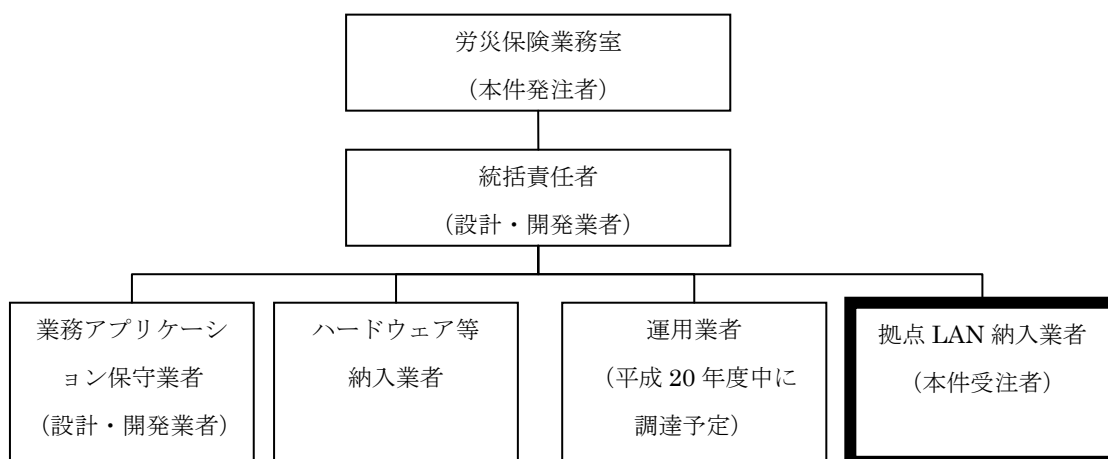 労災保険業務室
（本件発注者）
統括責任者
（設計・開発業者）
業務アプリケーシ
ョン保守業者
（設計・開発業者）
ハードウェア等
納入業者
運用業者
（平成 20 年度中に
調達予定）
拠点 LAN 納入業者
（本件受注者）